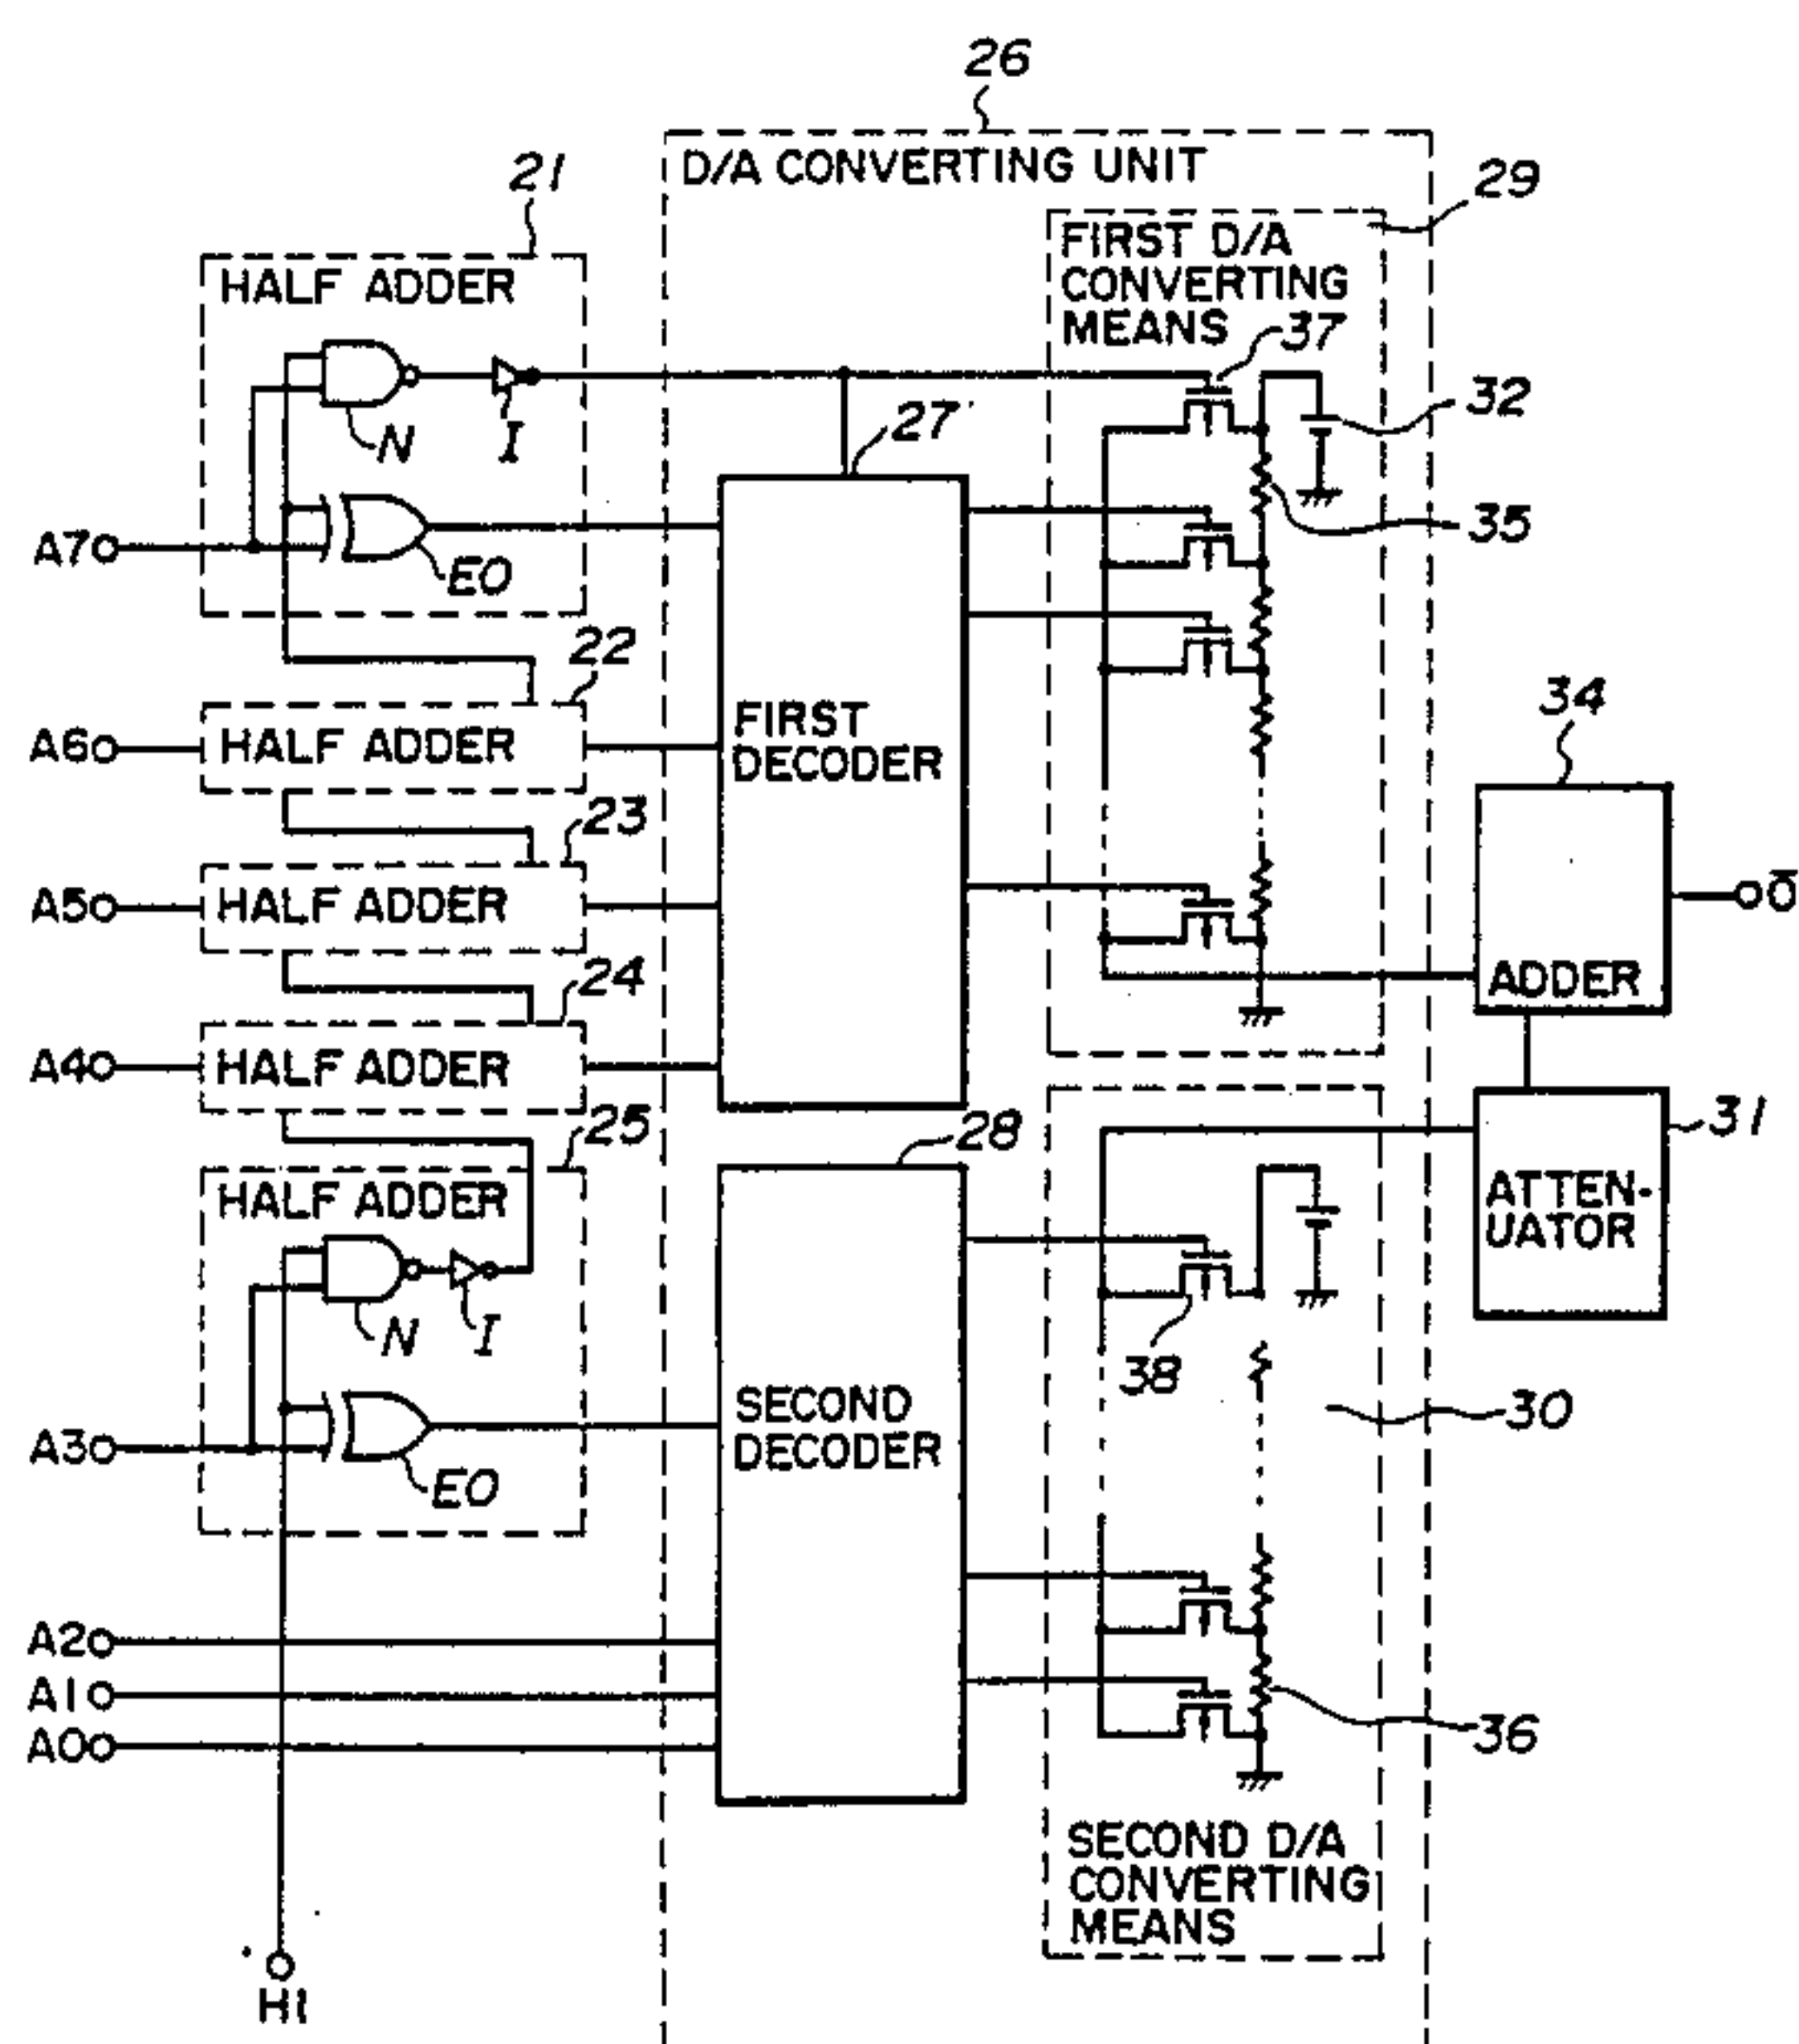 26
D/A CONVERTING UNIT
21
29
HALF ADDER
FIRST D/A
CONVERTING
MEANS
37
N
I
27
32
A7
EO
35
22
A6
HALF ADDER
FIRST
DECODER
34
23
A5
HALF ADDER
O̅
24
ADDER
A4
HALF ADDER
25
28
31
HALF ADDER
ATTEN-
UATOR
N
I
38
SECOND
DECODER
30
A3
EO
A2
A1
A0
36
SECOND D/A
CONVERTING
MEANS
H1